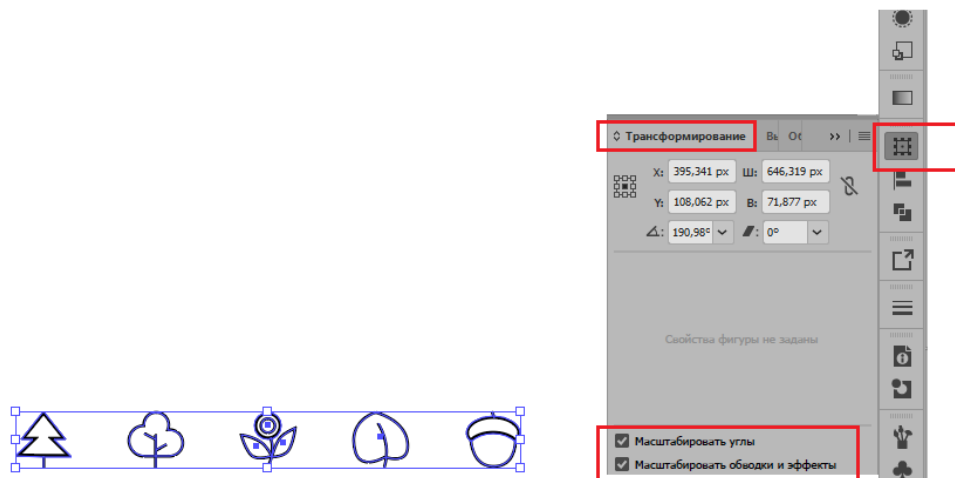 Трансформирование Вь Об
X: 395,341 px Ш: 646,319 px
Y: 108,062 px В: 71,877 px
190,98° 0°
Свойства фигуры не заданы
Масштабировать углы
Масштабировать обводки и эффекты